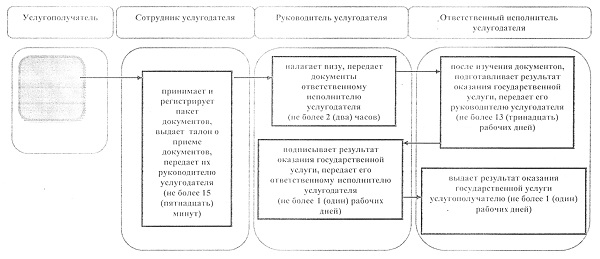 Услугополучатель
Сотрудник услугодателя
Руководитель услугодателя
Ответственный исполнитель
услугодателя
принимает и
регистрирует
пакет
документов,
выдает талон о
приеме
документов,
передает их
руководителю
услугодателя
(не более 15
(пятнадцать)
минут)
налагает визу, передает
документы
ответственному
исполнителю
услугодателя
(не более 2 (два) часов)
после изучения документов,
подготавливает результат
оказания государственной
услуги, передает его
руководителю услугодателя
(не более 13 (тринадцать)
рабочих дней)
подписывает результат
оказания государственной
услуги, передает его
ответственному исполнителю
услугодателя
(не более 1 (один) рабочих
дней)
выдает результат оказания
государственной услуги
услугополучателю (не более 1 (один)
рабочих дней)